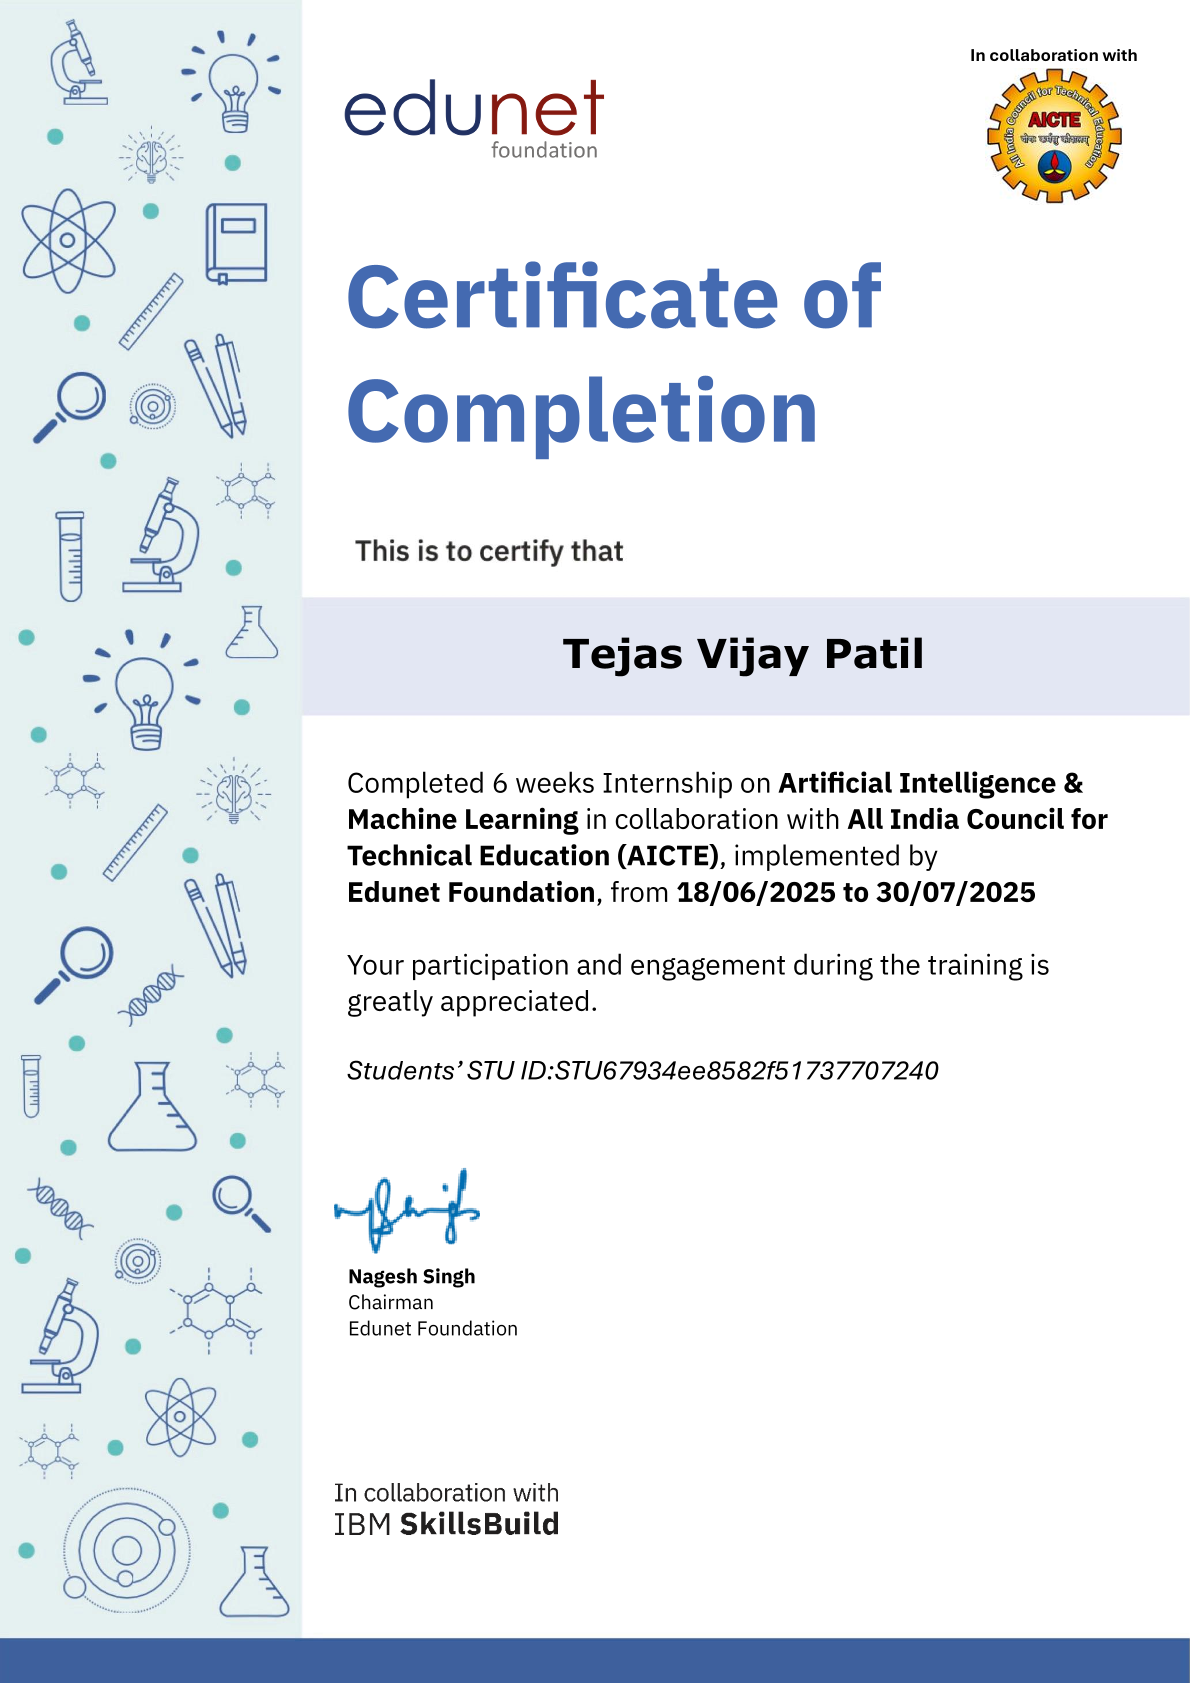 In collaboration with
All India Council for Technical Education
AICTE
योगः कर्मसु कौशलम्
edunet
foundation
Certificate of
Completion
This is to certify that
Tejas Vijay Patil
Completed 6 weeks Internship on Artificial Intelligence &
Machine Learning in collaboration with All India Council for
Technical Education (AICTE), implemented by
Edunet Foundation, from 18/06/2025 to 30/07/2025
Your participation and engagement during the training is
greatly appreciated.
Students’ STU ID:STU67934ee8582f51737707240
Nagesh Singh
Chairman
Edunet Foundation
In collaboration with
IBM SkillsBuild